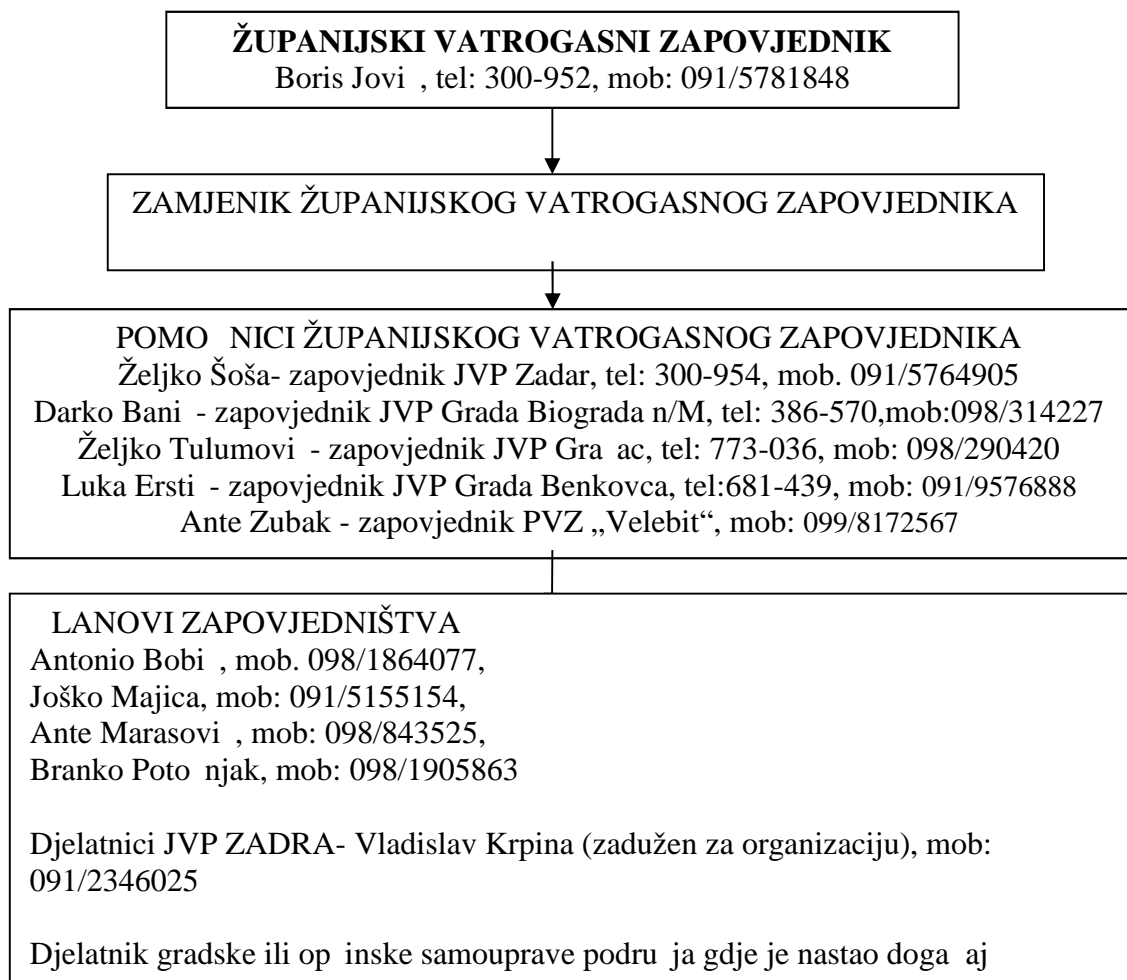 ŽUPANIJSKI VATROGASNI ZAPOVJEDNIK
Boris Jovi , tel: 300-952, mob: 091/5781848
ZAMJENIK ŽUPANIJSKOG VATROGASNOG ZAPOVJEDNIKA
POMO NICI ŽUPANIJSKOG VATROGASNOG ZAPOVJEDNIKA
Željko Šoša- zapovjednik JVP Zadar, tel: 300-954, mob. 091/5764905
Darko Bani - zapovjednik JVP Grada Biograda n/M, tel: 386-570,mob:098/314227
Željko Tulumovi - zapovjednik JVP Gra ac, tel: 773-036, mob: 098/290420
Luka Ersti - zapovjednik JVP Grada Benkovca, tel:681-439, mob: 091/9576888
Ante Zubak - zapovjednik PVZ „Velebit“, mob: 099/8172567
LANOVI ZAPOVJEDNIŠTVA
Antonio Bobi , mob. 098/1864077,
Joško Majica, mob: 091/5155154,
Ante Marasovi , mob: 098/843525,
Branko Poto njak, mob: 098/1905863
Djelatnici JVP ZADRA- Vladislav Krpina (zadužen za organizaciju), mob:
091/2346025
Djelatnik gradske ili op inske samouprave podru ja gdje je nastao doga aj